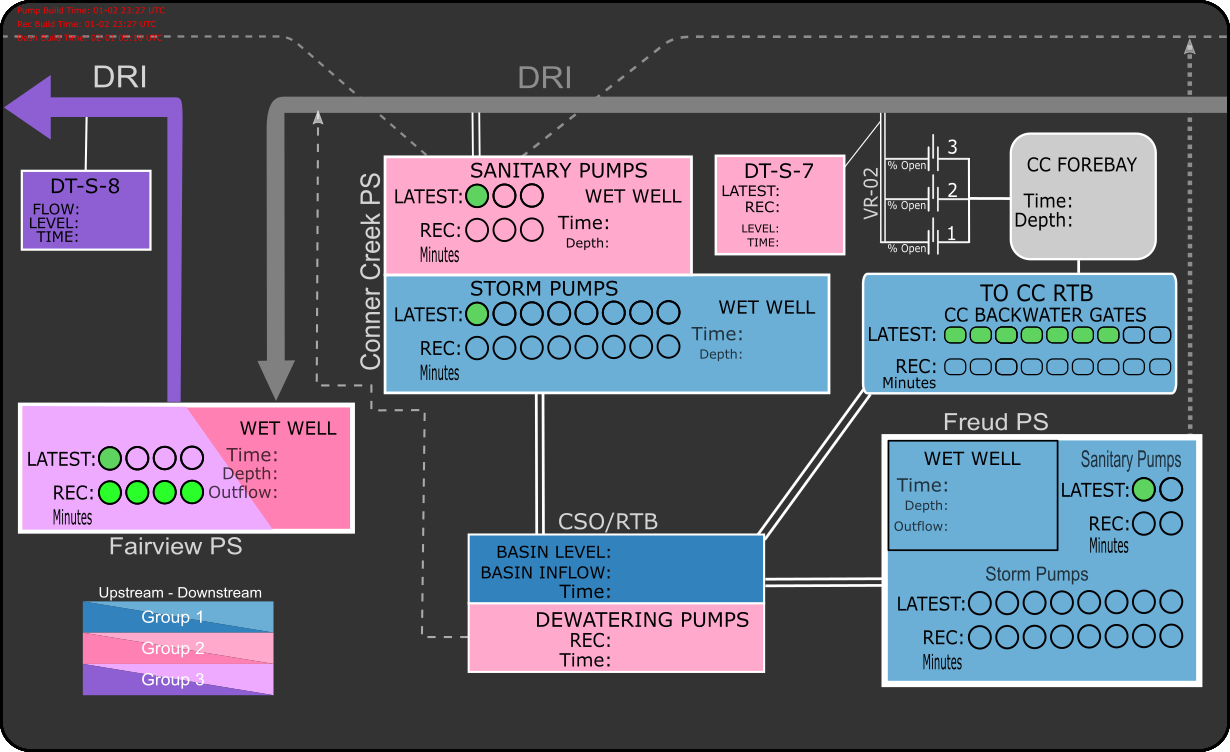 Pump Build Time: 01-02 23:27 UTC
Rec Build Time: 01-02 23:27 UTC
DRI
DRI
DT-S-8
FLOW:
LEVEL:
TIME:
Conner Creek PS
SANITARY PUMPS
LATEST:
WET WELL
REC:
Time:
Minutes
Depth:
STORM PUMPS
LATEST:
WET WELL
REC:
Time:
Minutes
Depth:
DT-S-7
LATEST:
REC:
LEVEL:
TIME:
VR-02
3
% Open
2
% Open
1
% Open
CC FOREBAY
Time:
Depth:
TO CC RTB
CC BACKWATER GATES
LATEST:
REC:
Minutes
WET WELL
LATEST:
Time:
Depth:
REC:
Outflow:
Minutes
Fairview PS
Freud PS
WET WELL
Time:
Depth:
Outflow:
Sanitary Pumps
LATEST:
REC:
Minutes
Storm Pumps
LATEST:
REC:
Minutes
CSO/RTB
BASIN LEVEL:
BASIN INFLOW:
Time:
DEWATERING PUMPS
REC:
Time:
Upstream - Downstream
Group 1
Group 2
Group 3